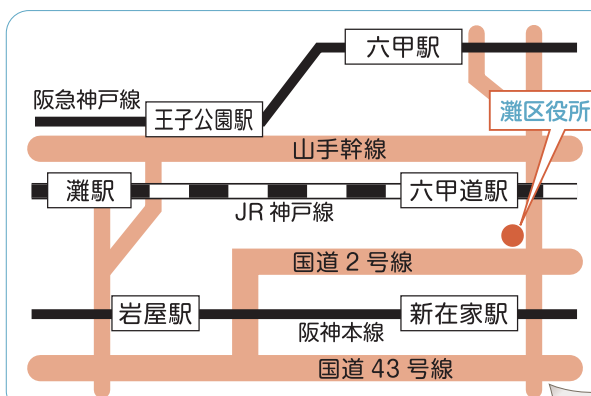 六甲駅
阪急神戸線
王子公園駅
灘区役所
山手幹線
灘駅
六甲道駅
JR 神戸線
国道 2 号線
岩屋駅
新在家駅
阪神本線
国道 43 号線